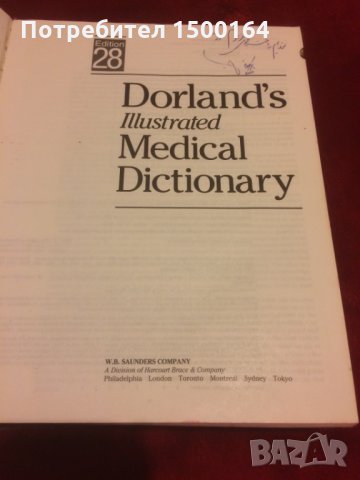 Потребител 1500164
Edition
28
Dorland's
Illustrated
Medical
Dictionary
W.B. SAUNDERS COMPANY
A Division of Harcourt Brace & Company
Philadelphia London Toronto Montreal Sydney Tokyo
BAZAR